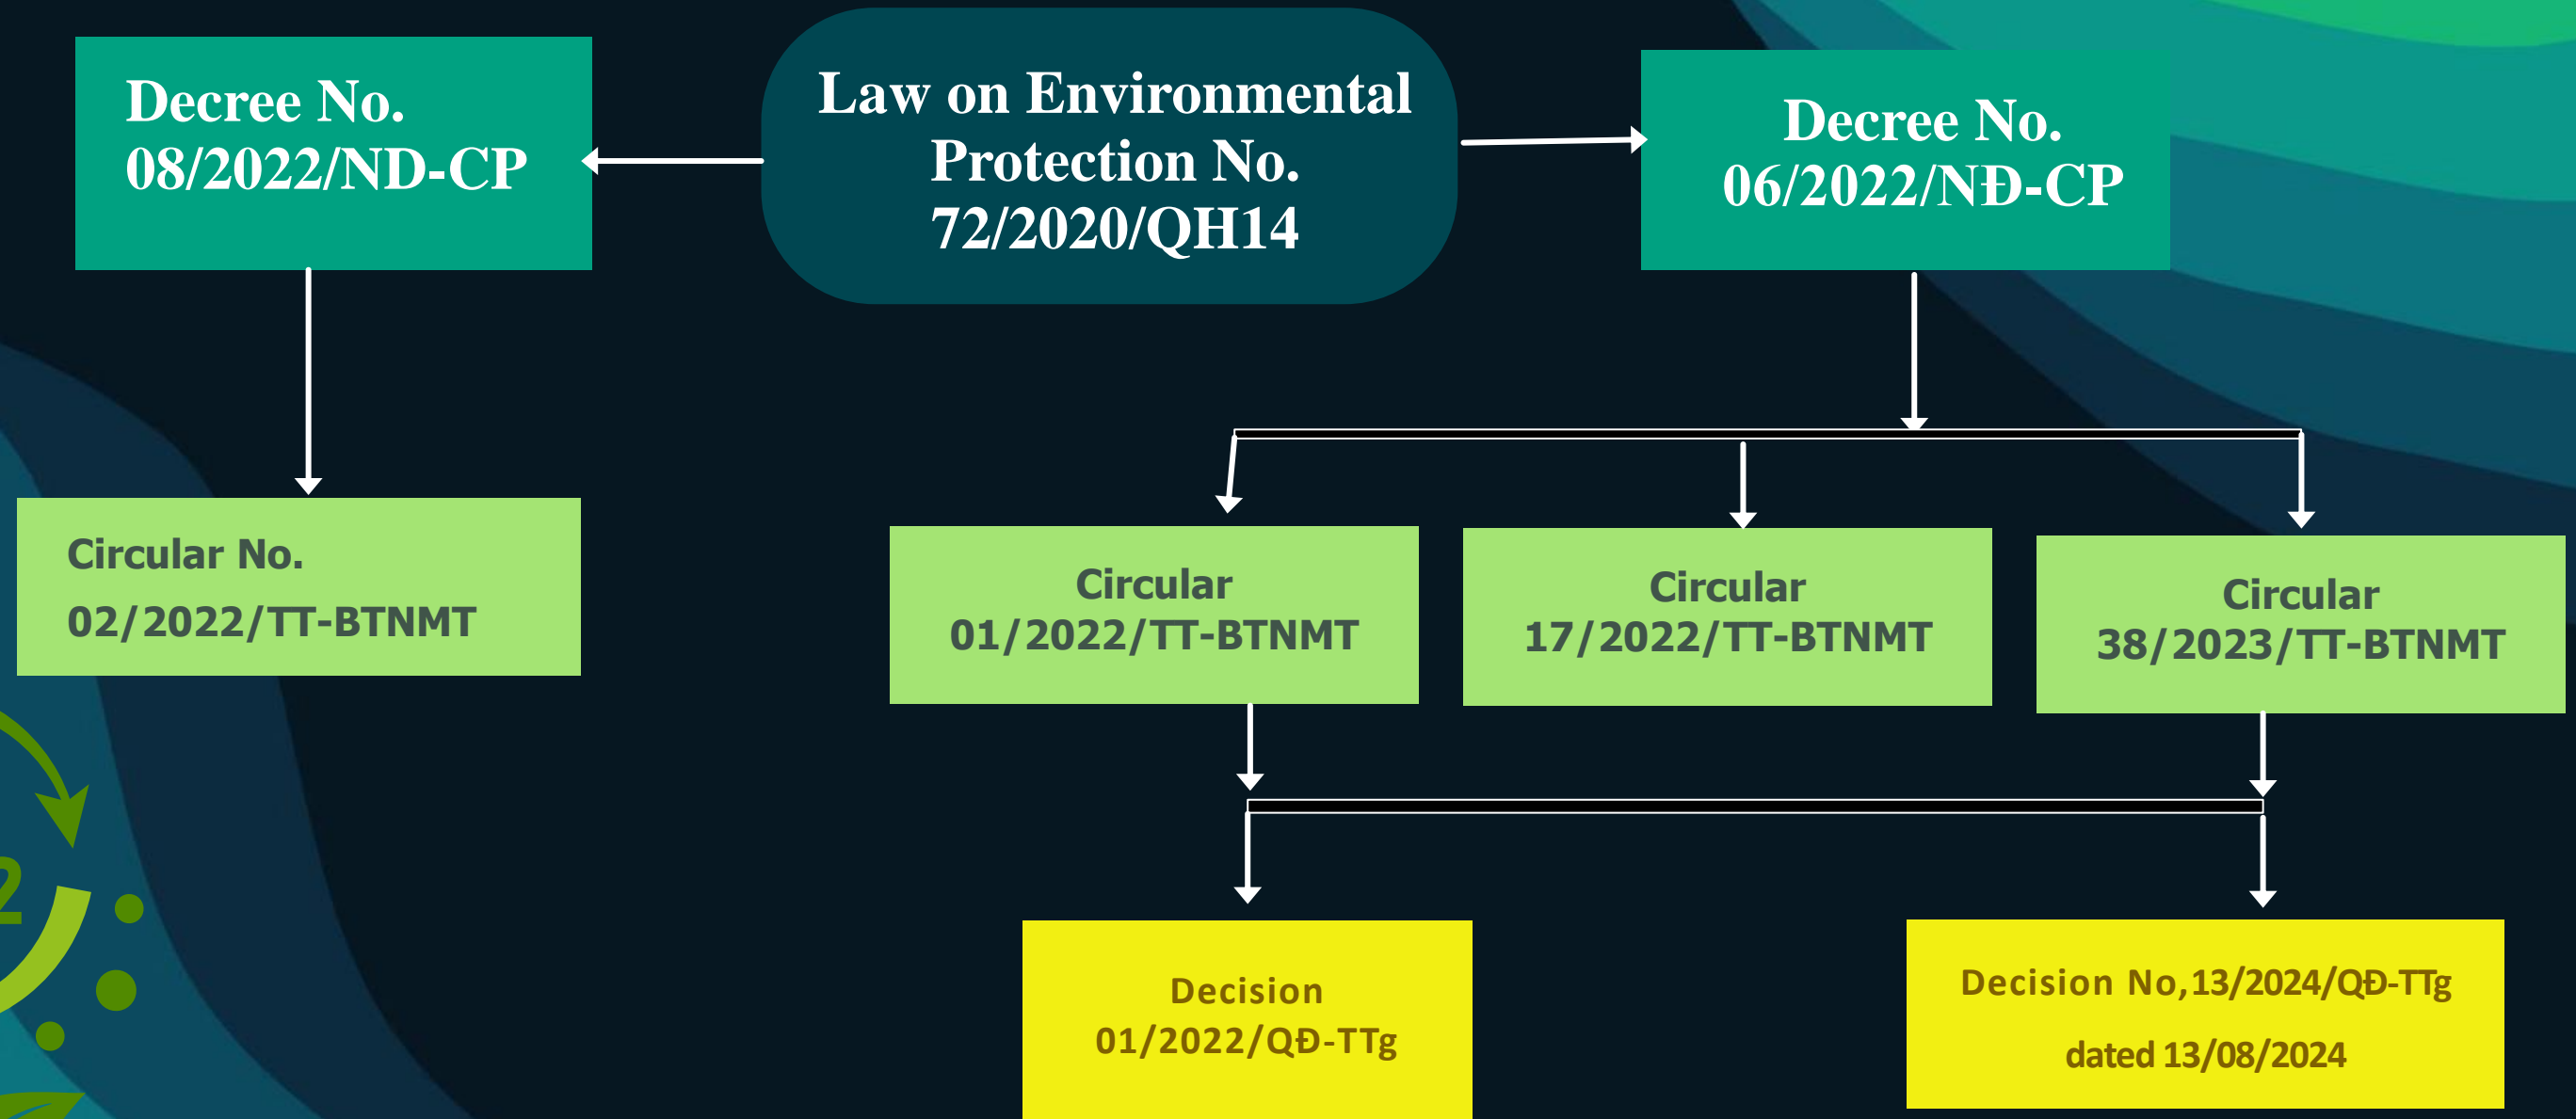 Decree No.
08/2022/ND-CP
Law on Environmental
Protection No.
72/2020/QH14
Decree No.
06/2022/NĐ-CP
Circular No.
02/2022/TT-BTNMT
Circular
01/2022/TT-BTNMT
Circular
17/2022/TT-BTNMT
Circular
38/2023/TT-BTNMT
2
Decision
01/2022/QĐ-TTg
Decision No,13/2024/QĐ-TTg
dated 13/08/2024